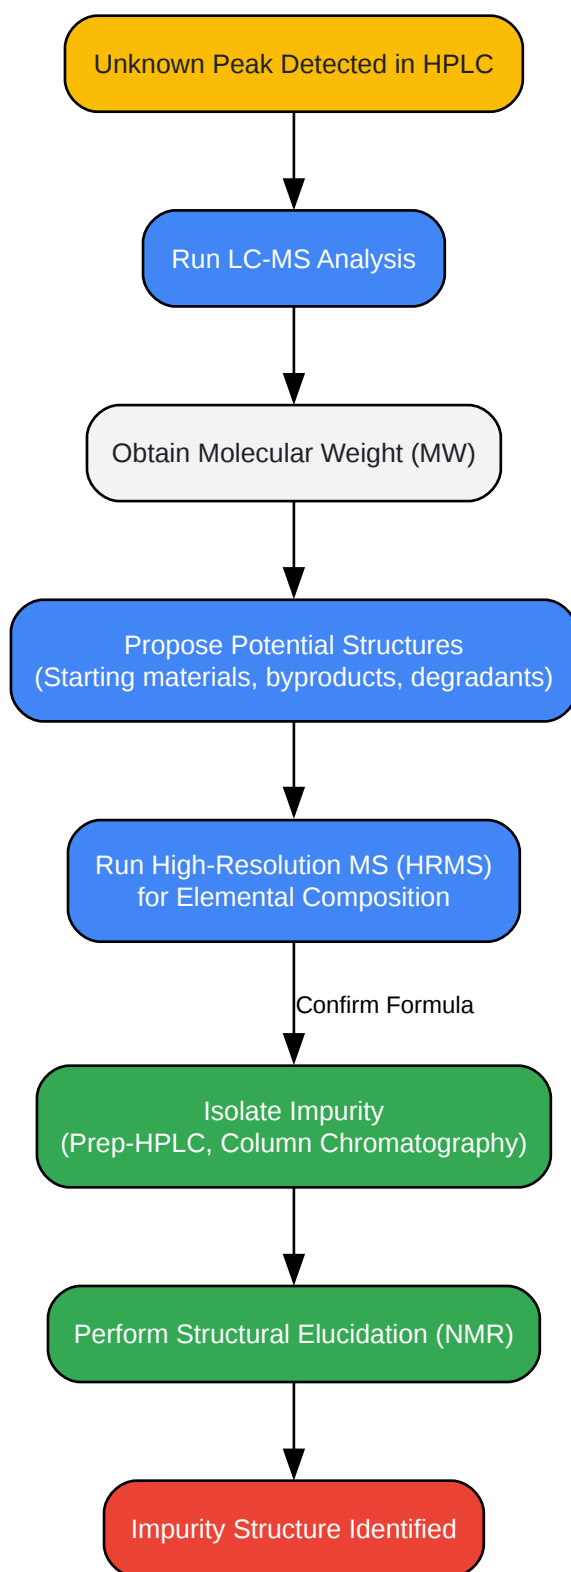 Unknown Peak Detected in HPLC
Run LC-MS Analysis
Obtain Molecular Weight (MW)
Propose Potential Structures
(Starting materials, byproducts, degradants)
Run High-Resolution MS (HRMS)
for Elemental Composition
Confirm Formula
Isolate Impurity
(Prep-HPLC, Column Chromatography)
Perform Structural Elucidation (NMR)
Impurity Structure Identified